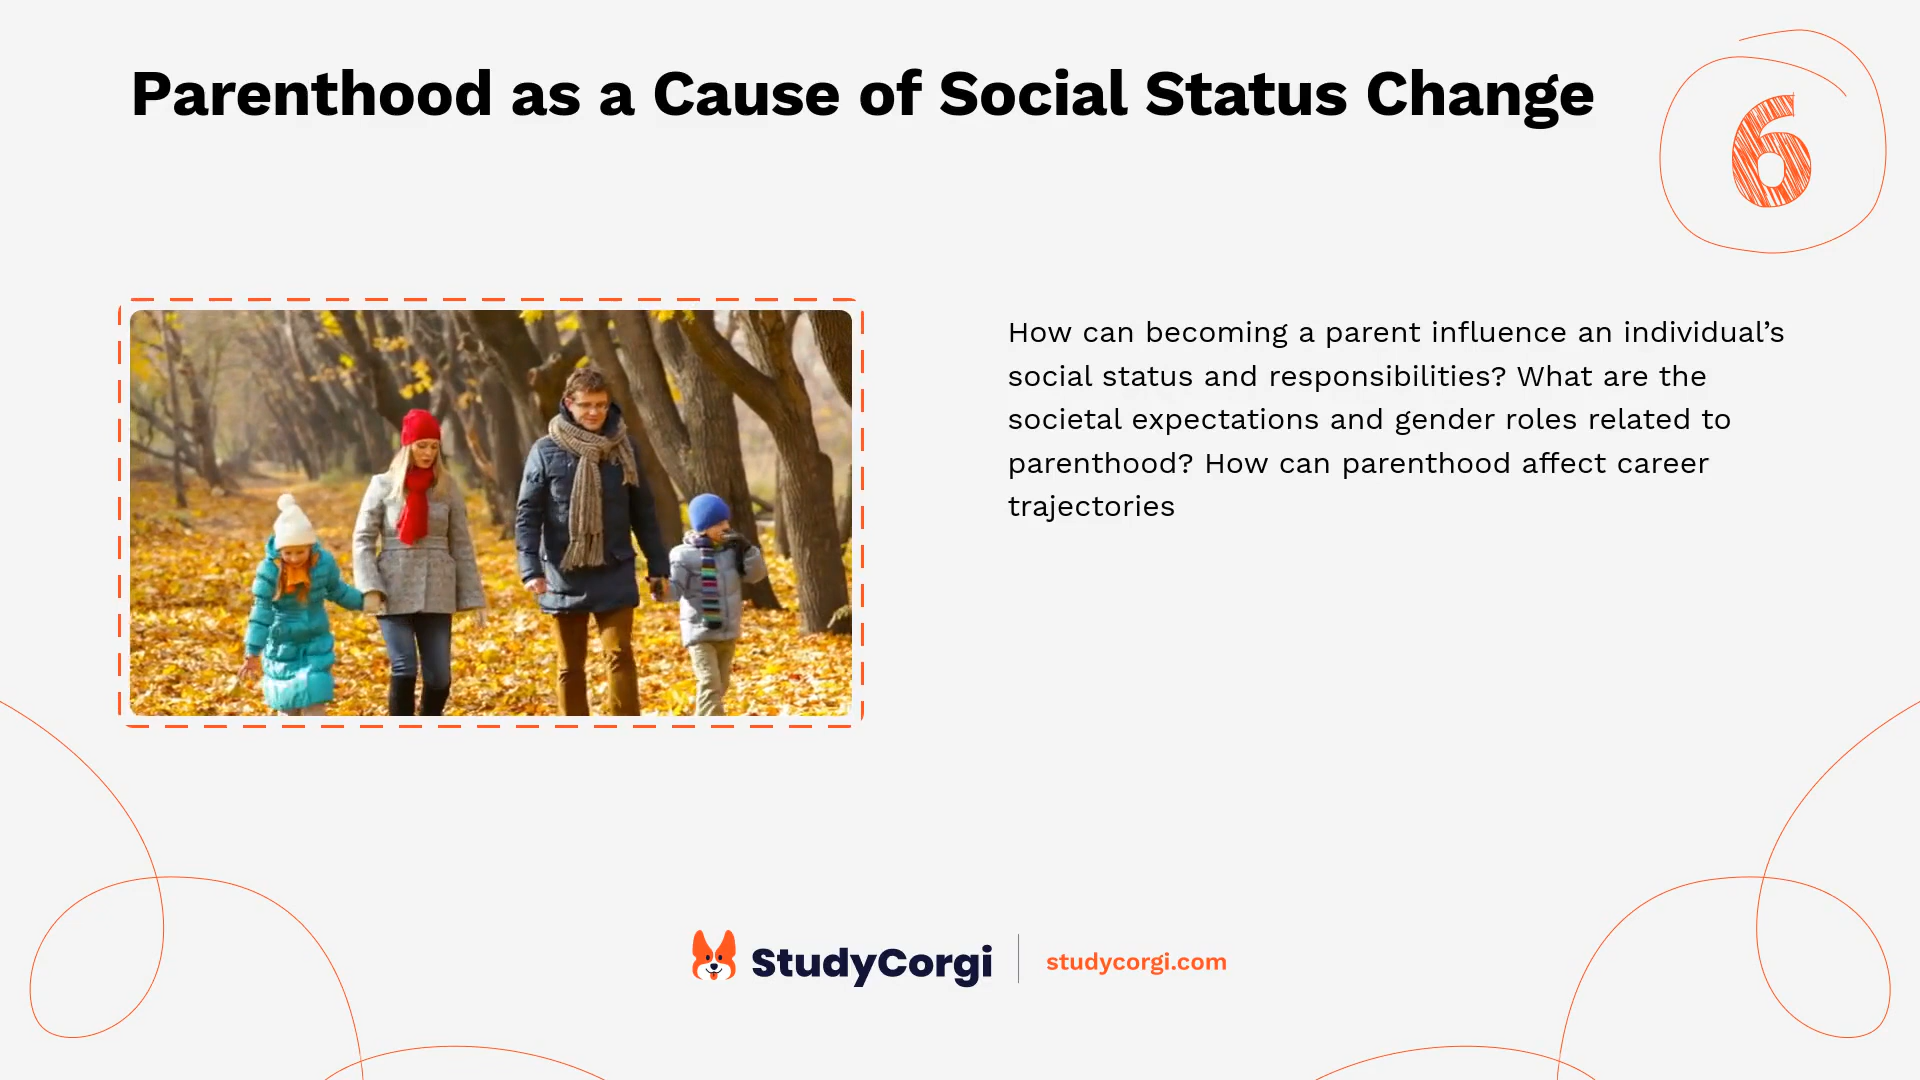 Parenthood as a Cause of Social Status Change
6
How can becoming a parent influence an individual’s
social status and responsibilities? What are the
societal expectations and gender roles related to
parenthood? How can parenthood affect career
trajectories
StudyCorgi
studycorgi.com